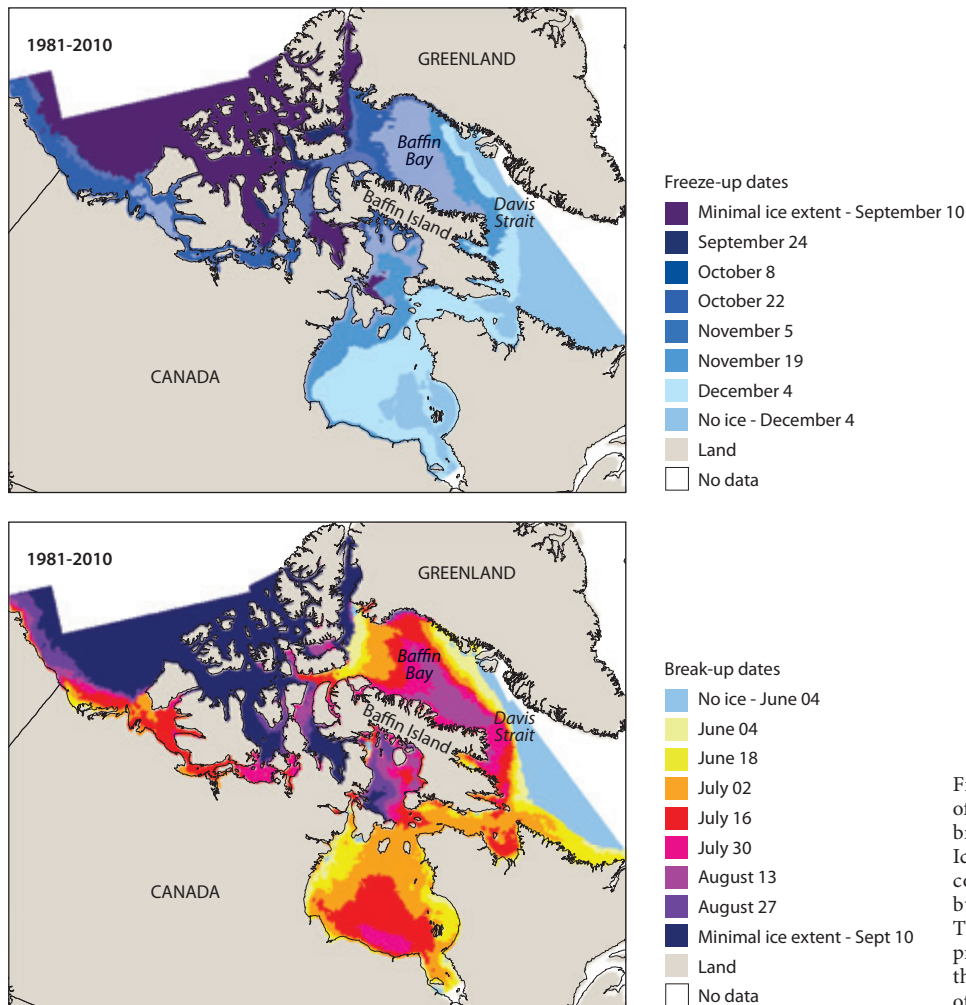 1981-2010
GREENLAND
Baffin
Bay
Baffin Island
Davis
Strait
CANADA
Freeze-up dates
Minimal ice extent - September 10
September 24
October 8
October 22
November 5
November 19
December 4
No ice - December 4
Land
No data
1981-2010
GREENLAND
Baffin
Bay
Baffin Island
Davis
Strait
CANADA
Break-up dates
No ice - June 04
June 04
June 18
July 02
July 16
July 30
August 13
August 27
Minimal ice extent - Sept 10
Land
No data